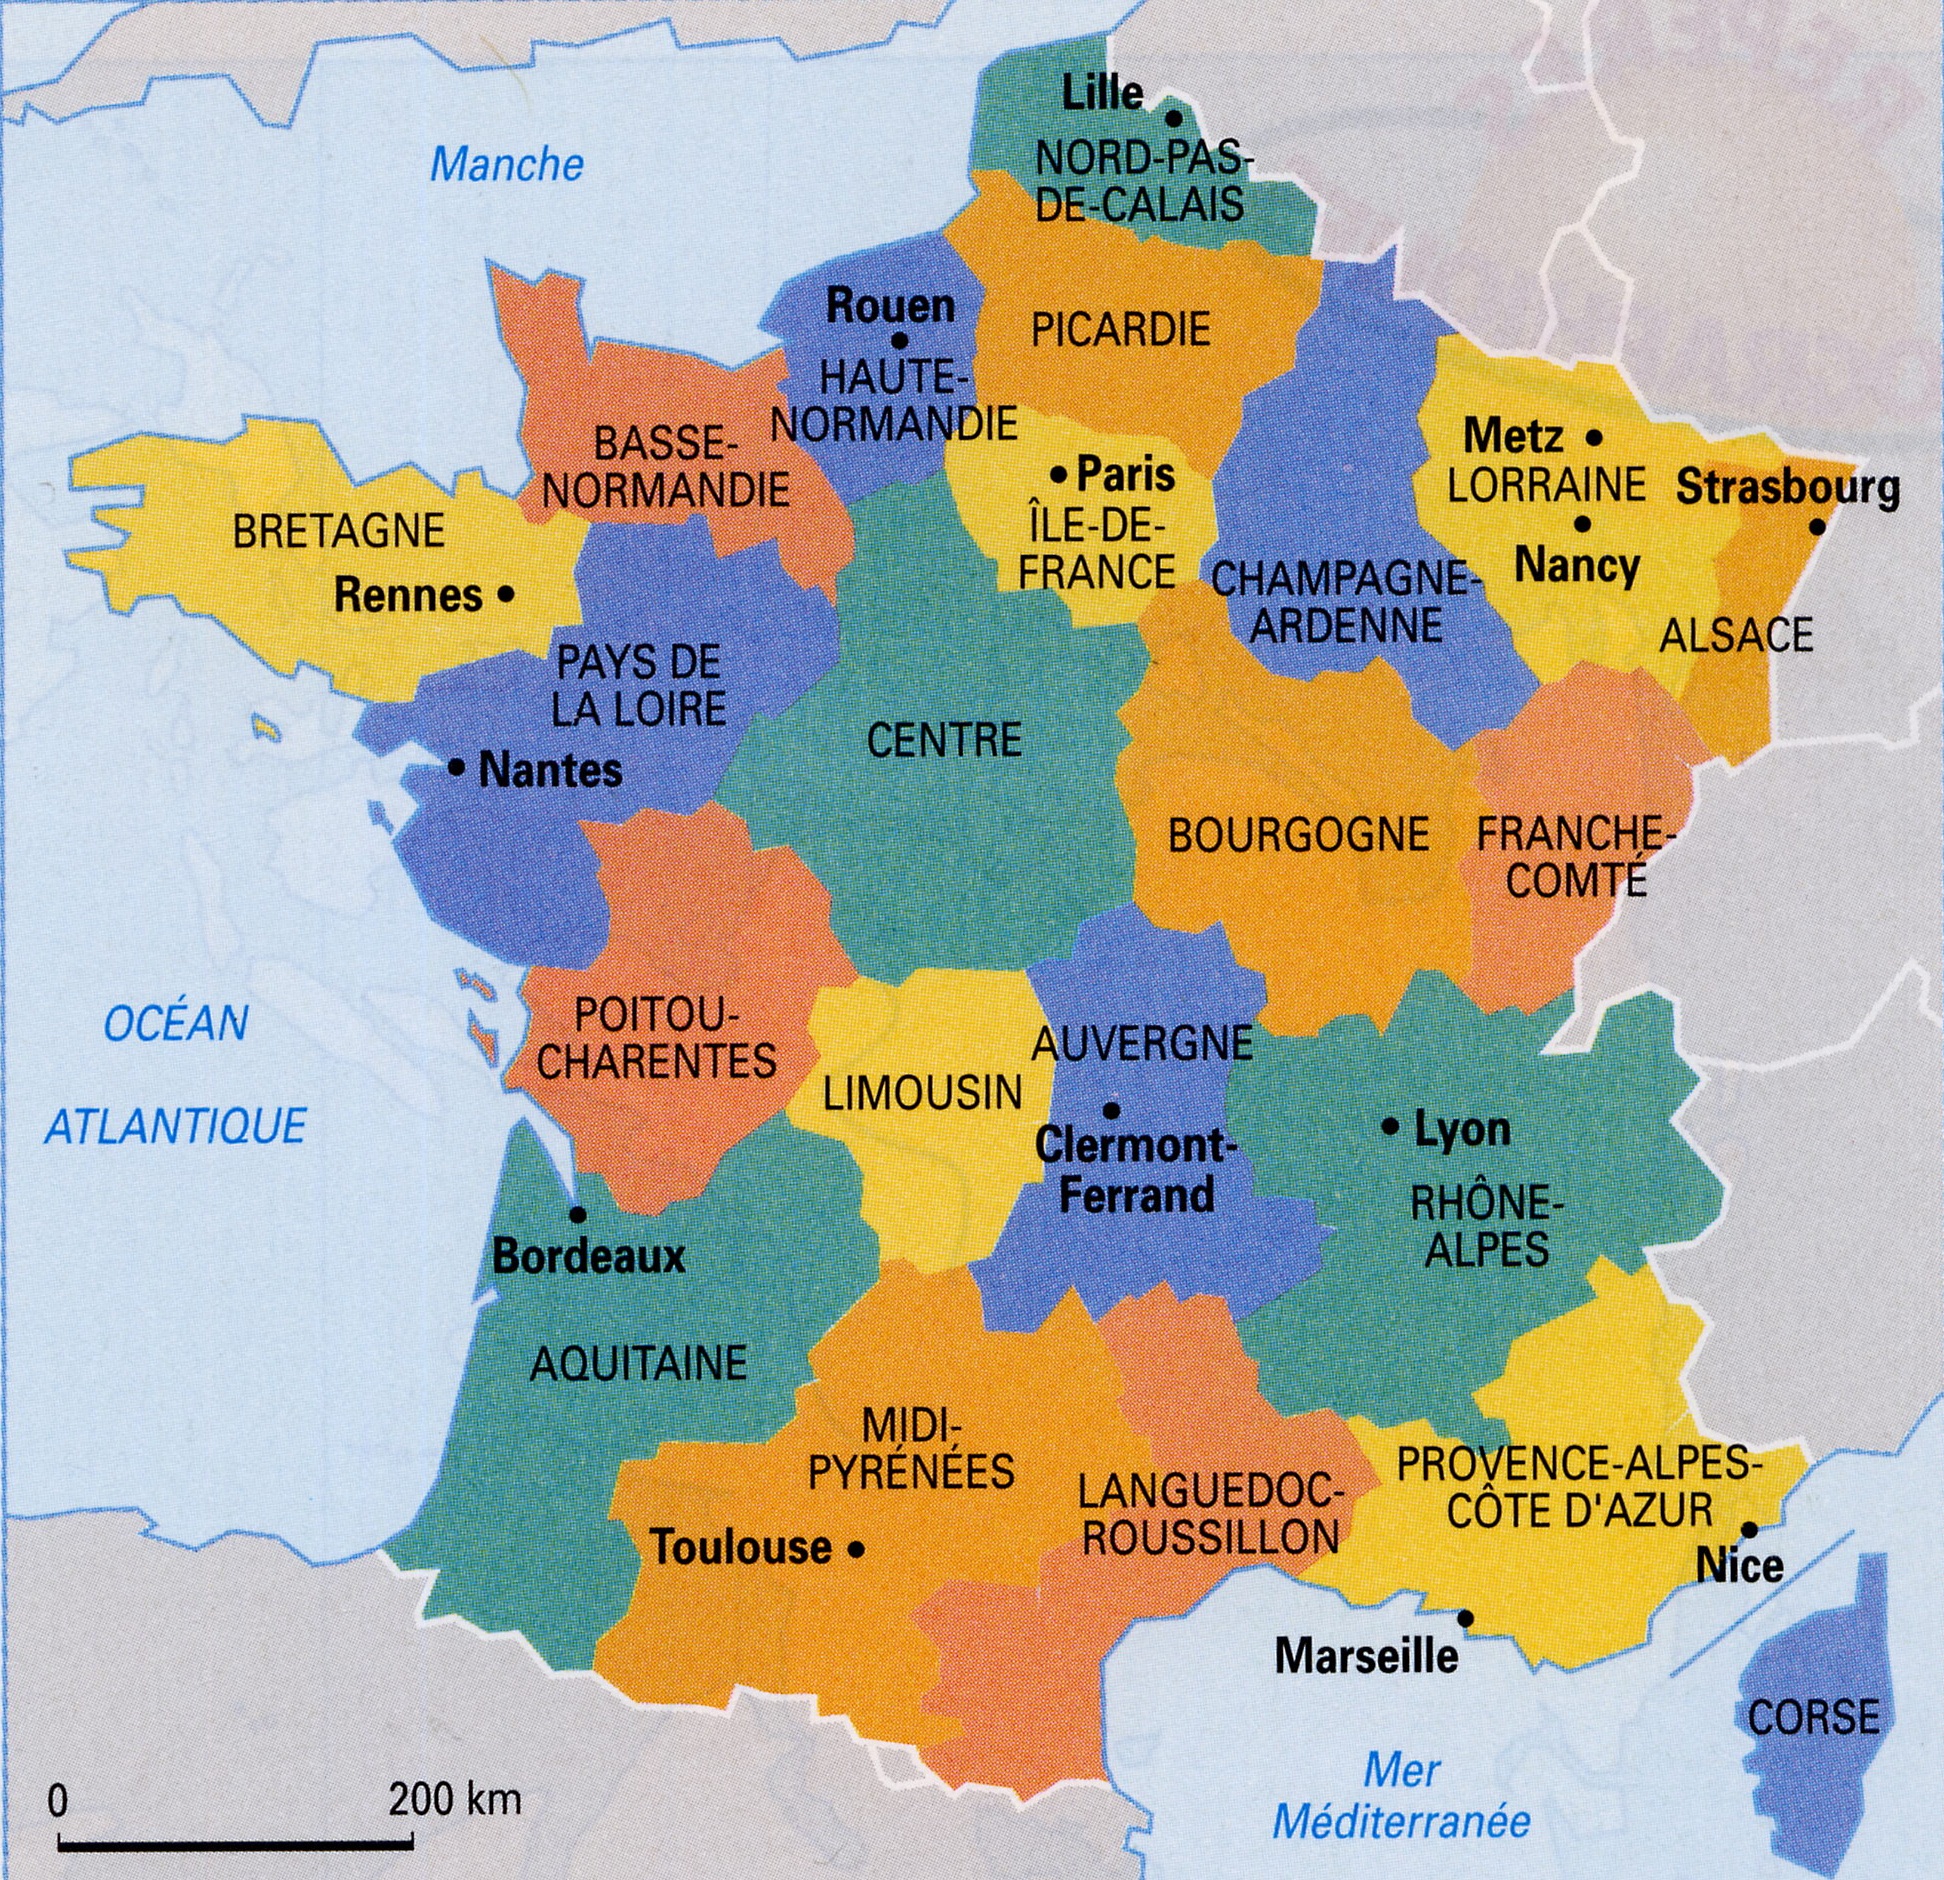 Lille
NORD-PAS-
DE-CALAIS
Manche
Rouen
HAUTE-
NORMANDIE
PICARDIE
BASSE-
NORMANDIE
Paris
ÎLE-DE-
FRANCE
Metz
LORRAINE
Nancy
Strasbourg
ALSACE
CHAMPAGNE-
ARDENNE
BRETAGNE
Rennes
PAYS DE
LA LOIRE
Nantes
CENTRE
BOURGOGNE
FRANCHE-
COMTÉ
OCÉAN
ATLANTIQUE
POITOU-
CHARENTES
LIMOUSIN
AUVERGNE
Clermont-
Ferrand
Lyon
RHÔNE-
ALPES
Bordeaux
AQUITAINE
MIDI-
PYRÉNÉES
Toulouse
LANGUEDOC-
ROUSSILLON
PROVENCE-ALPES-
CÔTE D'AZUR
Nice
Marseille
CORSE
Mer
Méditerranée
0 200 km